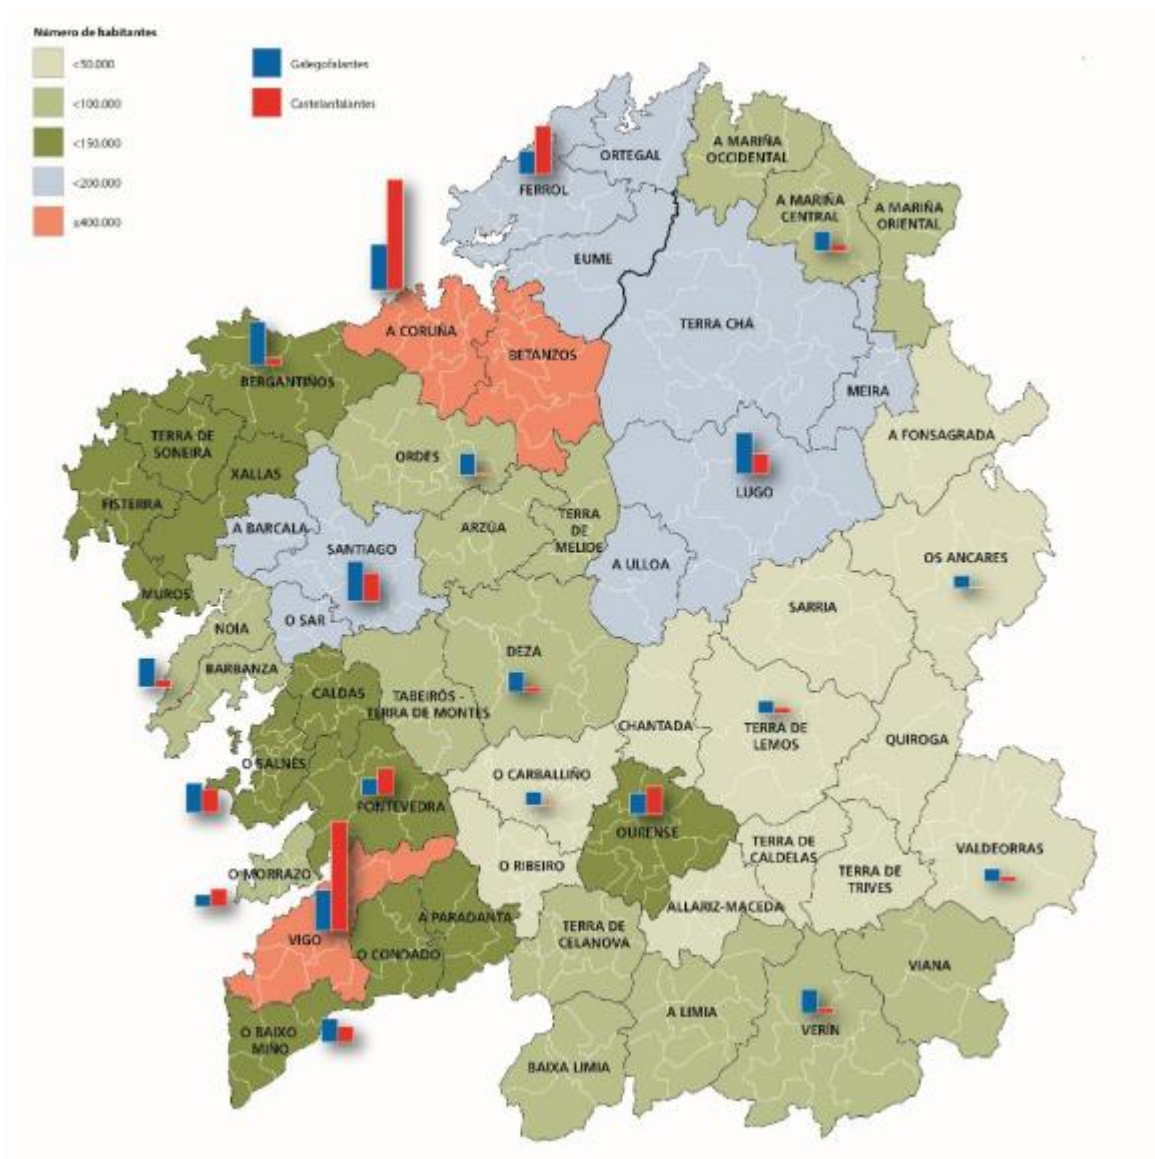 Número de habitantes
<50.000
<100.000
<150.000
<200.000
≥400.000
Galegofalantes
Castelanfalantes
A MARIÑA
OCCIDENTAL
ORTEGAL
FERROL
A MARIÑA
CENTRAL
A MARIÑA
ORIENTAL
EUME
TERRA CHÁ
A CORUÑA
BETANZOS
BERGANTIÑOS
MEIRA
TERRA DE
SONEIRA
A FONSAGRADA
ORDES
XALLAS
LUGO
FISTERRA
A BARCALA
ARZÚA
TERRA
DE
MELIDE
SANTIAGO
A ULLOA
OS ANCARES
MUROS
SARRIA
O SAR
NOIA
DEZA
BARBANZA
CALDAS
TABEIRÓS -
TERRA DE MONTES
CHANTADA
TERRA DE
LEMOS
QUIROGA
O SALNÉS
O CARBALLIÑO
PONTEVEDRA
OURENSE
TERRA DE
CALDELAS
VALDEORRAS
O RIBEIRO
O MORRAZO
TERRA DE
TRIVES
ALLARIZ-MACEDA
A PARADANTA
TERRA DE
CELANOVA
VIGO
O CONDADO
VIANA
A LIMIA
VERÍN
O BAIXO
MIÑO
BAIXA LIMIA